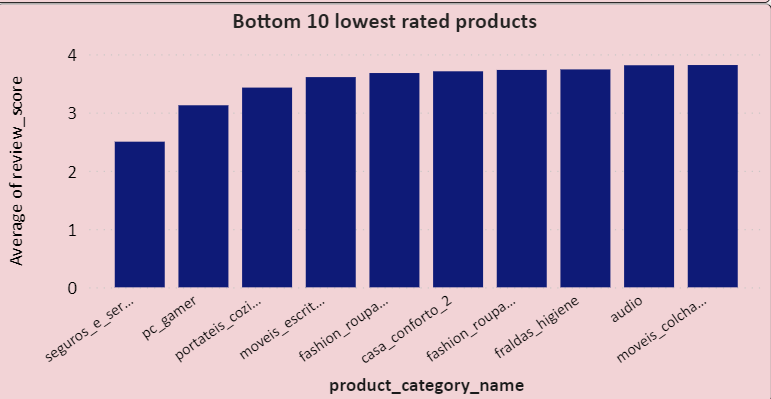 Bottom 10 lowest rated products
Average of review_score
4
3
2
1
0
seguros_e_ser...
pc_gamer
portateis_cozi...
moveis_escrit...
fashion_roupa...
casa_conforto_2
fashion_roupa...
fraldas_higiene
audio
moveis_colcha...
product_category_name